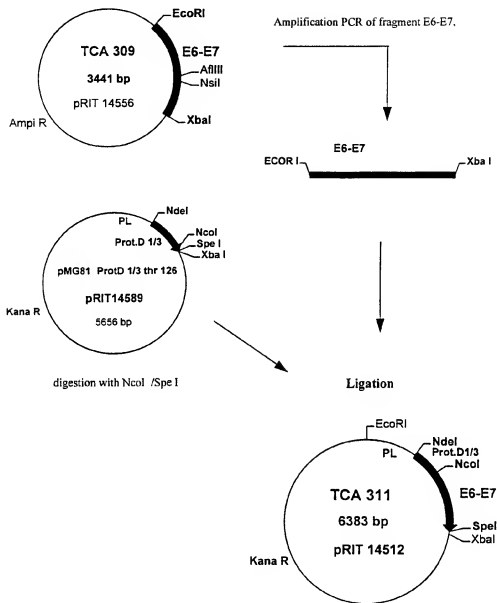 EcoRI
Amplification PCR of fragment E6-E7.
TCA 309
E6-E7
3441 bp
AflIII
NsiI
pRIT 14556
XbaI
Ampi R
E6-E7
ECOR I
Xba I
NdeI
PL
NcoI
Prot.D 1/3
Spe I
Xba I
pMG81 ProtD 1/3 thr 126
pRIT14589
Kana R
5656 bp
digestion with NcoI /Spe I
Ligation
EcoRI
NdeI
PL
Prot.D1/3
NcoI
TCA 311
E6-E7
6383 bp
SpeI
XbaI
pRIT 14512
Kana R